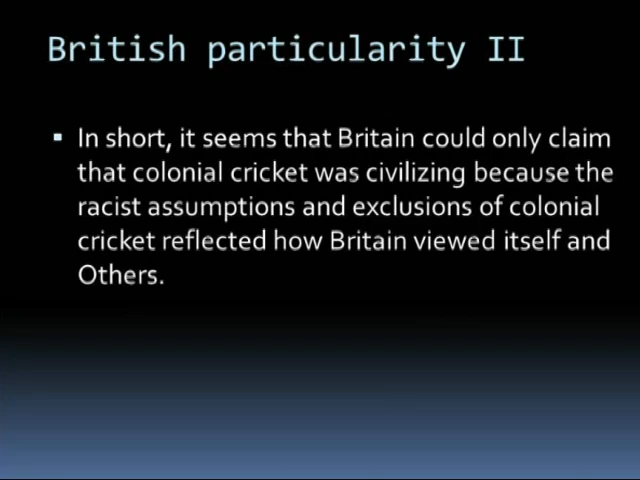 British particularity II
▪ In short, it seems that Britain could only claim
that colonial cricket was civilizing because the
racist assumptions and exclusions of colonial
cricket reflected how Britain viewed itself and
Others.